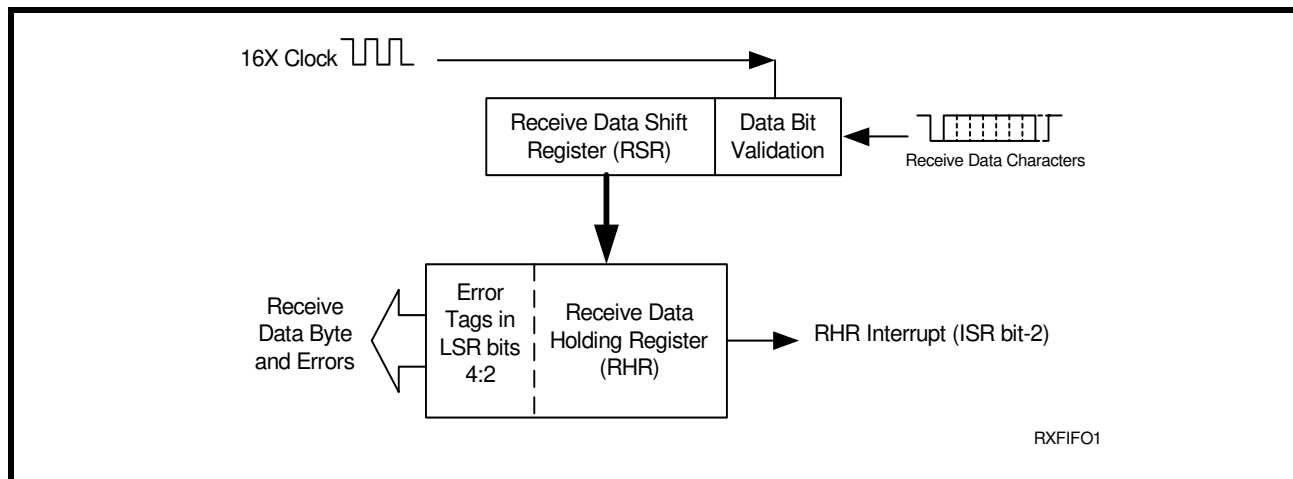 16X Clock
Receive Data Shift
Register (RSR)
Data Bit
Validation
Receive Data Characters
Receive
Data Byte
and Errors
Error
Tags in
LSR bits
4:2
Receive Data
Holding Register
(RHR)
RHR Interrupt (ISR bit-2)
RXFIFO1